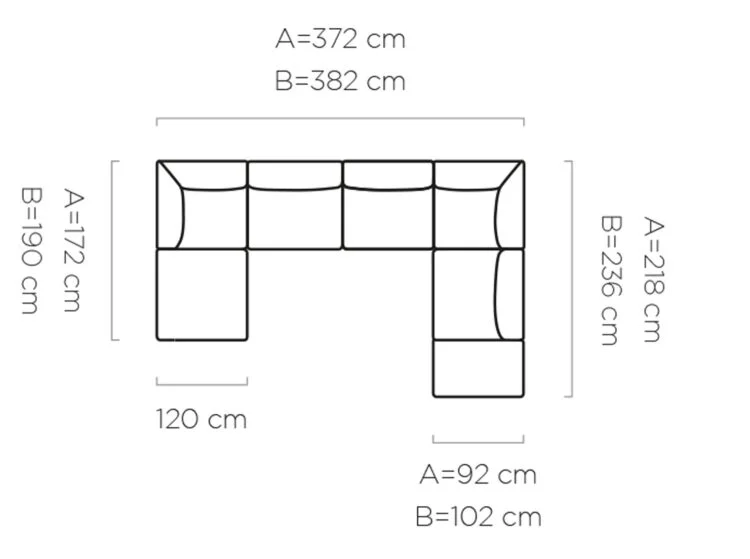 A=372 cm
B=382 cm
A=172 cm
B=190 cm
A=218 cm
B=236 cm
120 cm
A=92 cm
B=102 cm